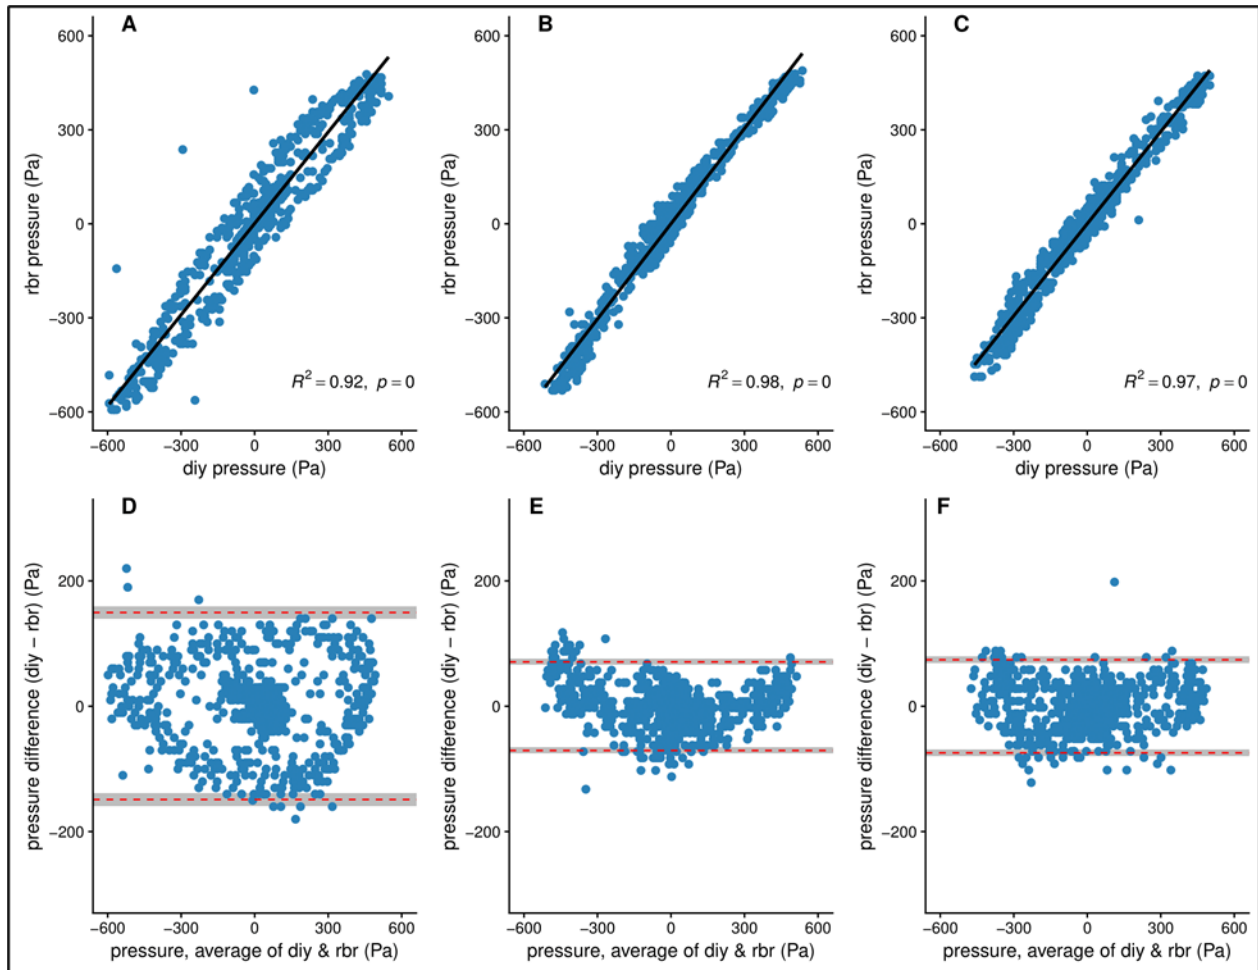 A
600
300
0
−300
−600
rbr pressure (Pa)
R² = 0.92, p = 0
−600 −300 0 300 600
diy pressure (Pa)
B
600
300
0
−300
−600
rbr pressure (Pa)
R² = 0.98, p = 0
−600 −300 0 300 600
diy pressure (Pa)
C
600
300
0
−300
−600
rbr pressure (Pa)
R² = 0.97, p = 0
−600 −300 0 300 600
diy pressure (Pa)
D
200
0
−200
pressure difference (diy − rbr) (Pa)
−600 −300 0 300 600
pressure, average of diy & rbr (Pa)
E
200
0
−200
pressure difference (diy − rbr) (Pa)
−600 −300 0 300 600
pressure, average of diy & rbr (Pa)
F
200
0
−200
pressure difference (diy − rbr) (Pa)
−600 −300 0 300 600
pressure, average of diy & rbr (Pa)